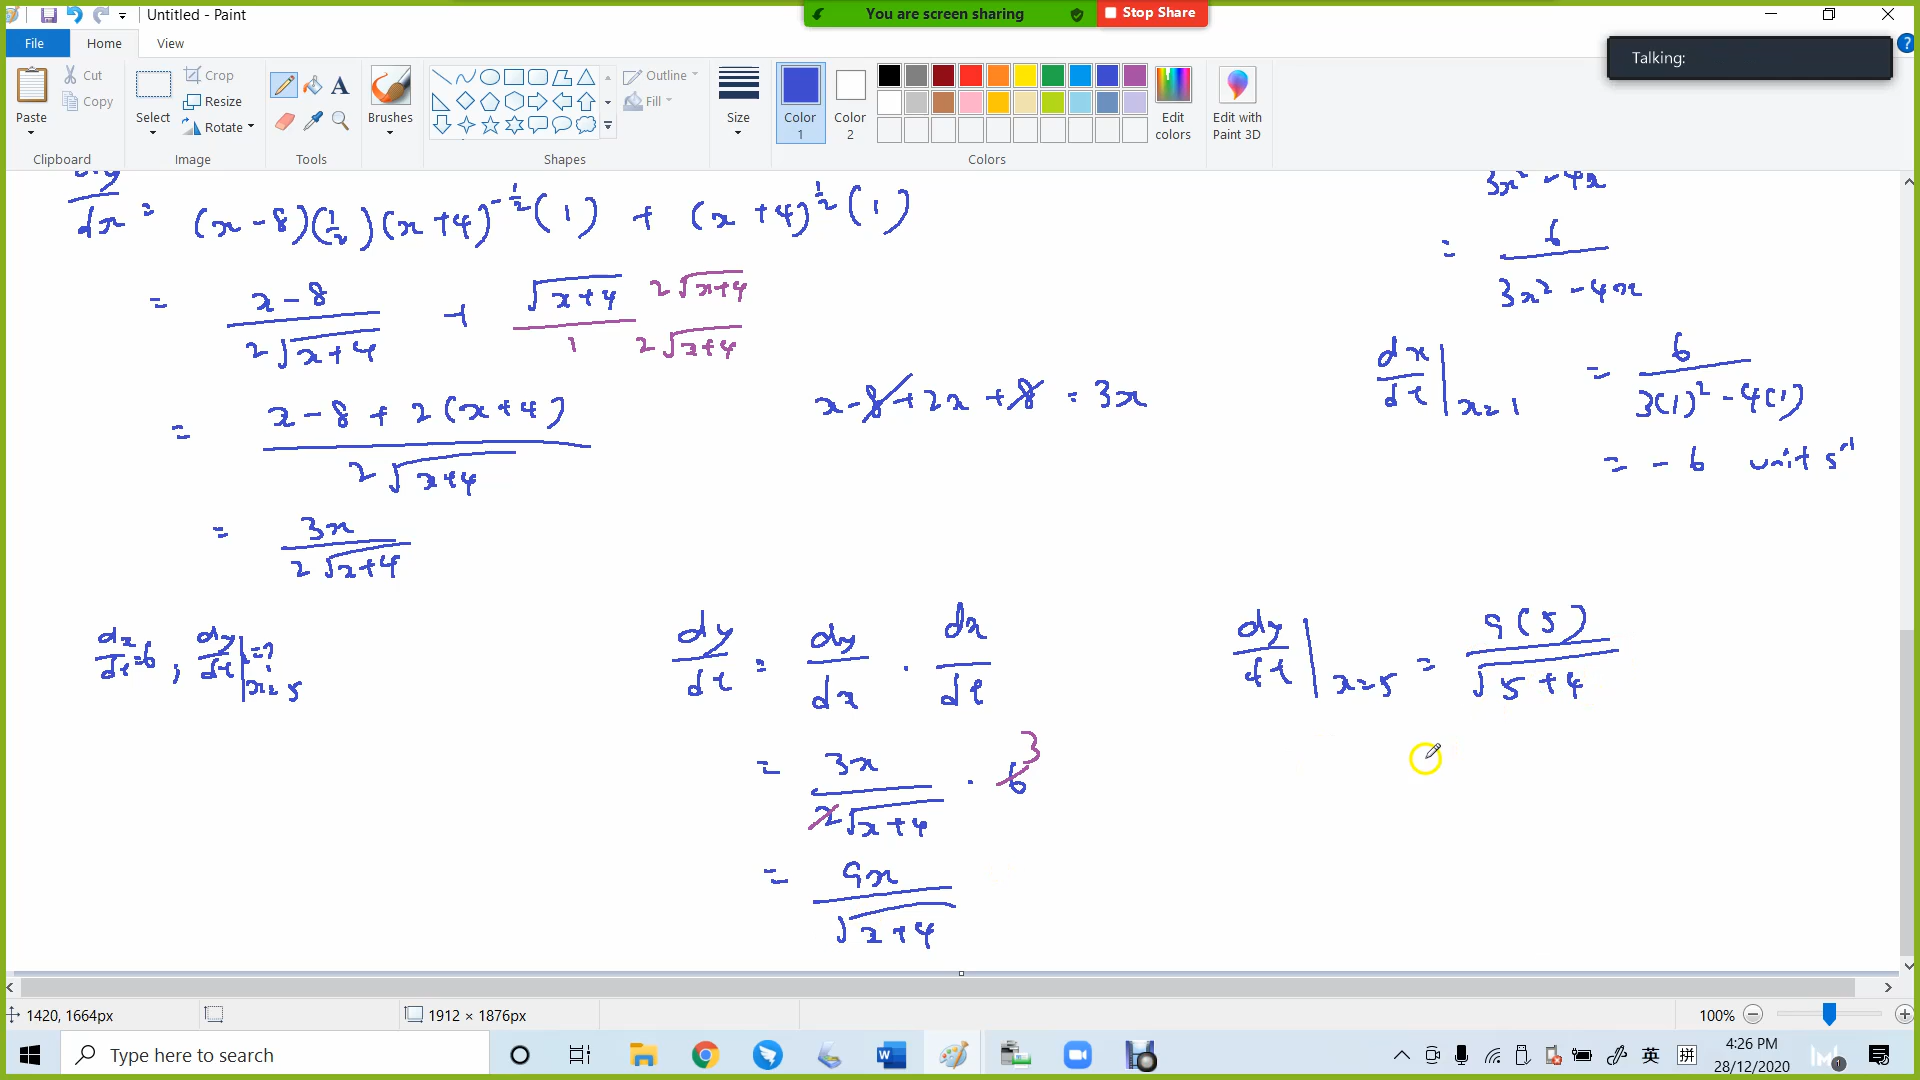 Untitled - Paint
You are screen sharing
Stop Share
File Home View
Talking:
Paste
Cut
Copy
Select
Crop
Resize
Rotate
Brushes
Outline
Fill
Size
Color 1
Color 2
Edit colors
Edit with Paint 3D
Clipboard Image Tools Shapes Colors
dy/dx = (x-8)(1/2)(x+4)^{-1/2}(1) + (x+4)^{1/2}(1)
= (x-8)/(2√(x+4)) + √(x+4)/1 2√(x+4)/2√(x+4)
= (x-8+2(x+4))/(2√(x+4))
x-8+2x+8 = 3x
= 3x/(2√(x+4))
3x² - 4x
= 6/(3x² - 4x)
dx/dt | x=1 = 6/(3(1)² - 4(1))
= -6 unit s⁻¹
dx/dt = 6 , dy/dt | x=5 = ?
dy/dt = dy/dx · dx/dt
= 3x/(2√(x+4)) · 6 3
= 9x/√(x+4)
dy/dt | x=5 = 9(5)/√(5+4)
1420, 1664px
1912 × 1876px
100%
Type here to search
英
拼
4:26 PM
28/12/2020
1